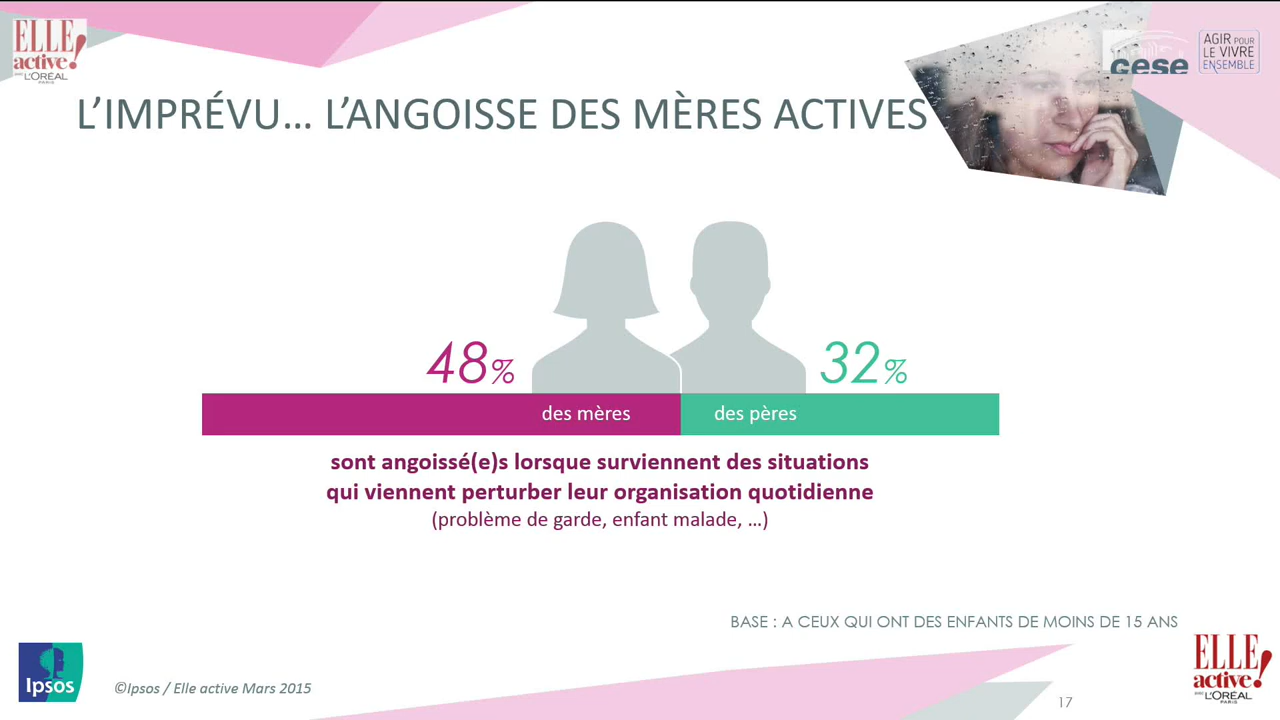 ELLE
active!
avec L'ORÉAL
PARIS
cese
AGIR POUR
LE VIVRE
ENSEMBLE
L'IMPRÉVU... L'ANGOISSE DES MÈRES ACTIVES
48% 32%
des mères des pères
sont angoissé(e)s lorsque surviennent des situations
qui viennent perturber leur organisation quotidienne
(problème de garde, enfant malade, ...)
BASE : A CEUX QUI ONT DES ENFANTS DE MOINS DE 15 ANS
Ipsos
©Ipsos / Elle active Mars 2015
17
ELLE
active!
avec L'ORÉAL
PARIS